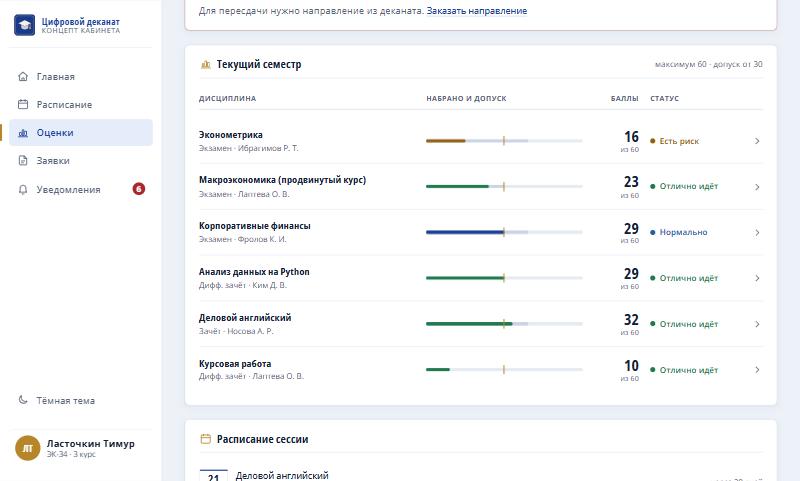 Цифровой деканат
КОНЦЕПТ КАБИНЕТА
Главная
Расписание
Оценки
Заявки
Уведомления 6
Тёмная тема
ЛТ
Ласточкин Тимур
ЭК-34 · 3 курс
Для пересдачи нужно направление из деканата. Заказать направление
Текущий семестр
максимум 60 · допуск от 30
ДИСЦИПЛИНА НАБРАНО И ДОПУСК БАЛЛЫ СТАТУС
Эконометрика
Экзамен · Ибрагимов Р. Т.
16
из 60
Есть риск
Макроэкономика (продвинутый курс)
Экзамен · Лаптева О. В.
23
из 60
Отлично идёт
Корпоративные финансы
Экзамен · Фролов К. И.
29
из 60
Нормально
Анализ данных на Python
Дифф. зачёт · Ким Д. В.
29
из 60
Отлично идёт
Деловой английский
Зачёт · Носова А. Р.
32
из 60
Отлично идёт
Курсовая работа
Дифф. зачёт · Лаптева О. В.
10
из 60
Отлично идёт
Расписание сессии
21
Деловой английский